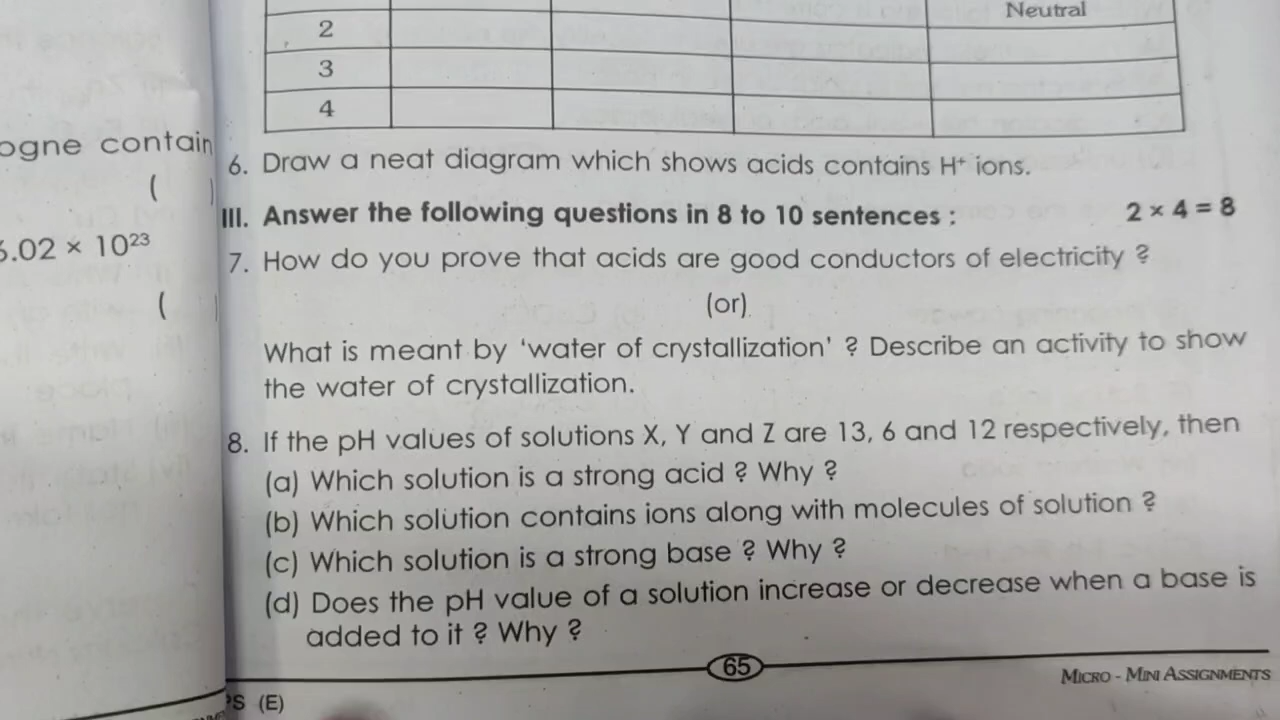 Neutral
2
3
4
contain
( )
6.02 × 10²³
( )
6. Draw a neat diagram which shows acids contains H⁺ ions.
III. Answer the following questions in 8 to 10 sentences : 2 × 4 = 8
7. How do you prove that acids are good conductors of electricity ?
(or)
What is meant by ‘water of crystallization’ ? Describe an activity to show
the water of crystallization.
8. If the pH values of solutions X, Y and Z are 13, 6 and 12 respectively, then
(a) Which solution is a strong acid ? Why ?
(b) Which solution contains ions along with molecules of solution ?
(c) Which solution is a strong base ? Why ?
(d) Does the pH value of a solution increase or decrease when a base is
added to it ? Why ?
65
MICRO - MINI ASSIGNMENTS
PS (E)